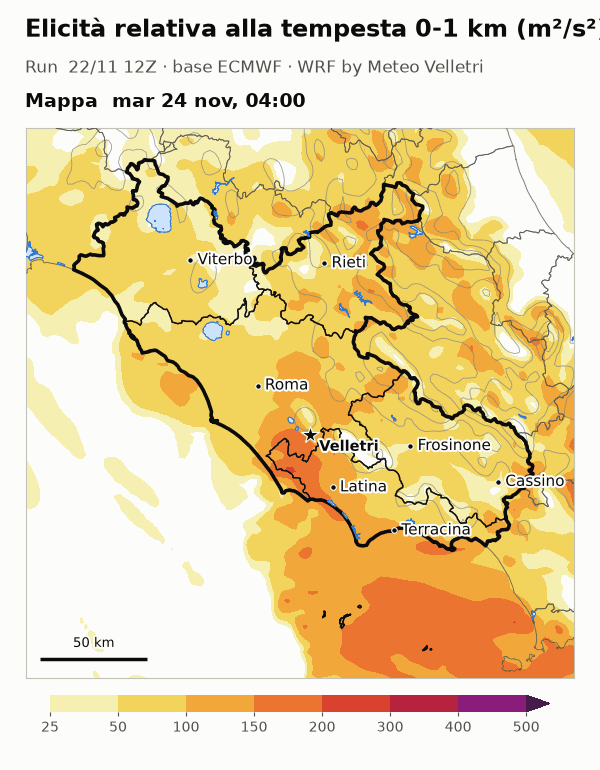 Elicità relativa alla tempesta 0-1 km (m²/s²)
Run 22/11 12Z · base ECMWF · WRF by Meteo Velletri
Mappa mar 24 nov, 04:00
Viterbo
Rieti
Roma
Velletri
Frosinone
Cassino
Latina
Terracina
50 km
25 50 100 150 200 300 400 500